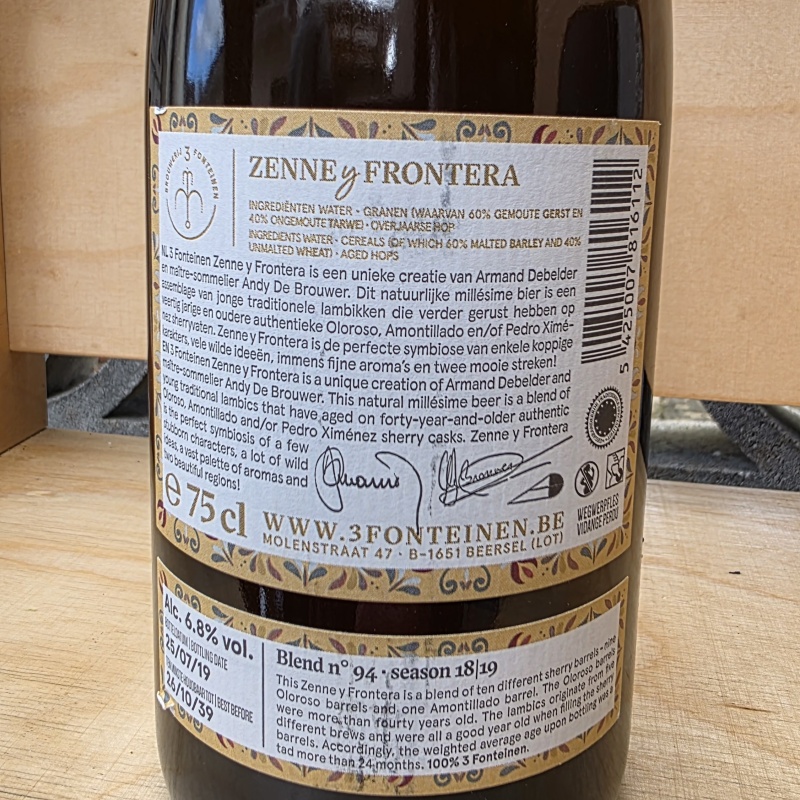 BROUWERIJ 3 FONTEINEN
ZENNE y FRONTERA
INGREDIËNTEN WATER • GRANEN (WAARVAN 60% GEMOUTE GERST EN
40% ONGEMOUTE TARWE) • OVERJAARSE HOP
INGREDIENTS WATER • CEREALS (OF WHICH 60% MALTED BARLEY AND 40%
UNMALTED WHEAT) • AGED HOPS
NL 3 Fonteinen Zenne y Frontera is een unieke creatie van Armand Debelder
en maître-sommelier Andy De Brouwer. Dit natuurlijke millésime bier is een
assemblage van jonge traditionele lambikken die verder gerust hebben op
veertig jarige en oudere authentieke Oloroso, Amontillado en/of Pedro Ximé-
nez sherryvaten. Zenne y Frontera is de perfecte symbiose van enkele koppige
karakters, vele wilde ideeën, immens fijne aroma's en twee mooie streken!
EN 3 Fonteinen Zenne y Frontera is a unique creation of Armand Debelder and
maître-sommelier Andy De Brouwer. This natural millésime beer is a blend of
young traditional lambics that have aged on forty-year-and-older authentic
Oloroso, Amontillado and/or Pedro Ximénez sherry casks. Zenne y Frontera
is the perfect symbiosis of a few
stubborn characters, a lot of wild
ideas, a vast palette of aromas and
two beautiful regions!
5 425007 816112
WEGWERPFLES
VIDANGE PERDU
e 75 cl
WWW.3FONTEINEN.BE
MOLENSTRAAT 47 • B-1651 BEERSEL (LOT)
Alc. 6.8% vol.
BOTTELDATUM | BOTTLING DATE
25/07/19
TEN MINSTE HOUDBAAR TOT | BEST BEFORE
26/10/39
Blend n° 94 • season 18|19
This Zenne y Frontera is a blend of ten different sherry barrels – nine
Oloroso barrels and one Amontillado barrel. The Oloroso barrels
were more than fourty years old. The lambics originate from five
different brews and were all a good year old when filling the sherry
barrels. Accordingly, the weighted average age upon bottling was a
tad more than 24 months. 100% 3 Fonteinen.